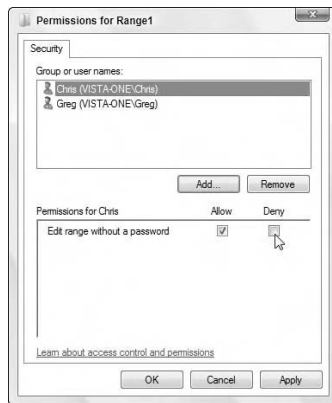 Permissions for Range1
Security
Group or user names:
Chris (VISTA-ONE\Chris)
Greg (VISTA-ONE\Greg)
Add...
Remove
Permissions for Chris
Allow
Deny
Edit range without a password
Learn about access control and permissions
OK
Cancel
Apply